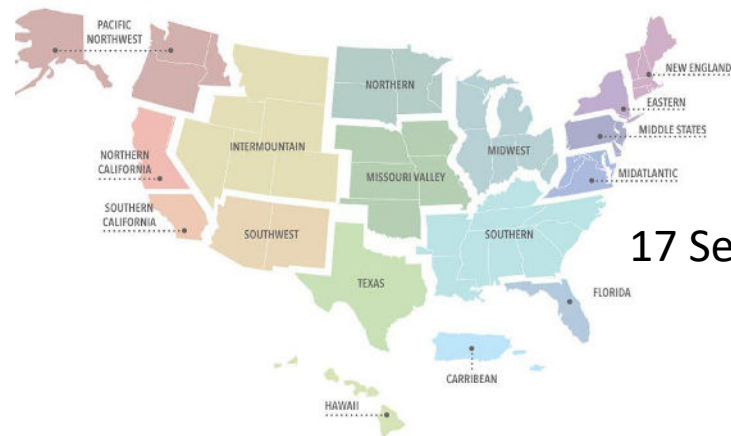 PACIFIC
NORTHWEST
NORTHERN
NEW ENGLAND
EASTERN
MIDDLE STATES
INTERMOUNTAIN
MIDWEST
NORTHERN
CALIFORNIA
MISSOURI VALLEY
MIDATLANTIC
SOUTHERN
CALIFORNIA
SOUTHWEST
SOUTHERN
17 Se
TEXAS
FLORIDA
CARRIBEAN
HAWAII